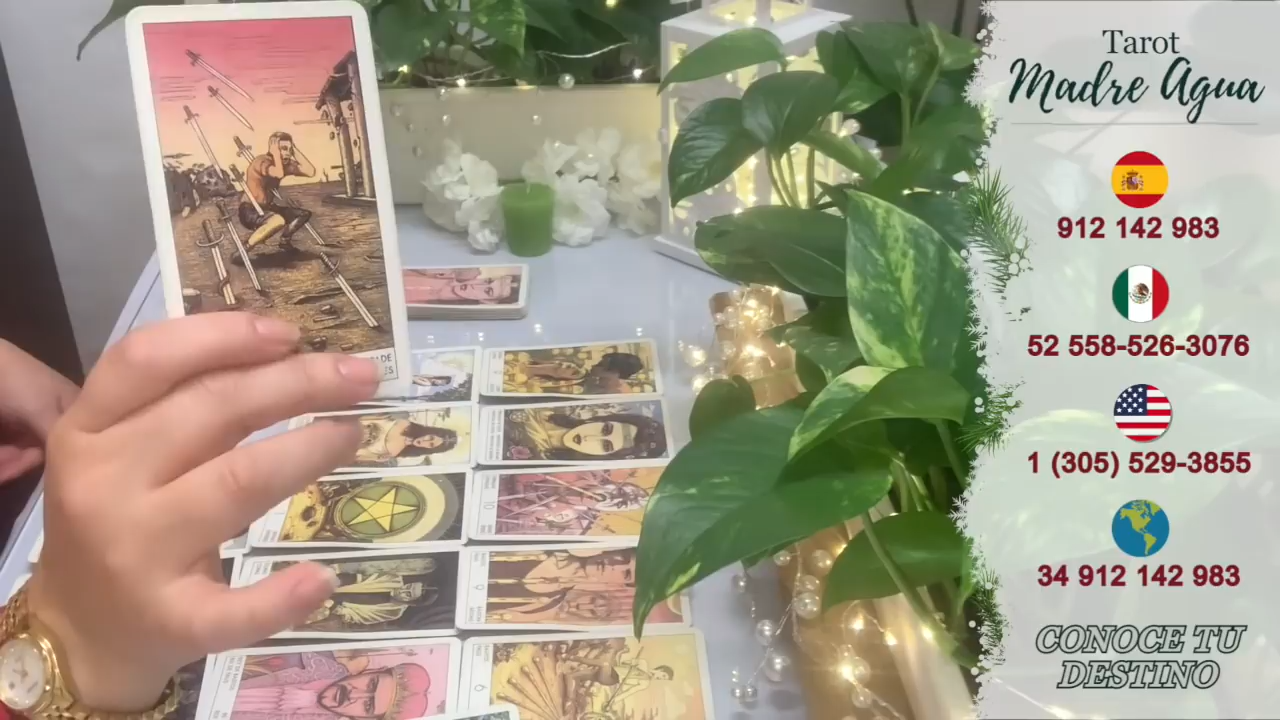 Tarot
Madre Agua
912 142 983
52 558-526-3076
1 (305) 529-3855
34 912 142 983
CONOCE TU
DESTINO